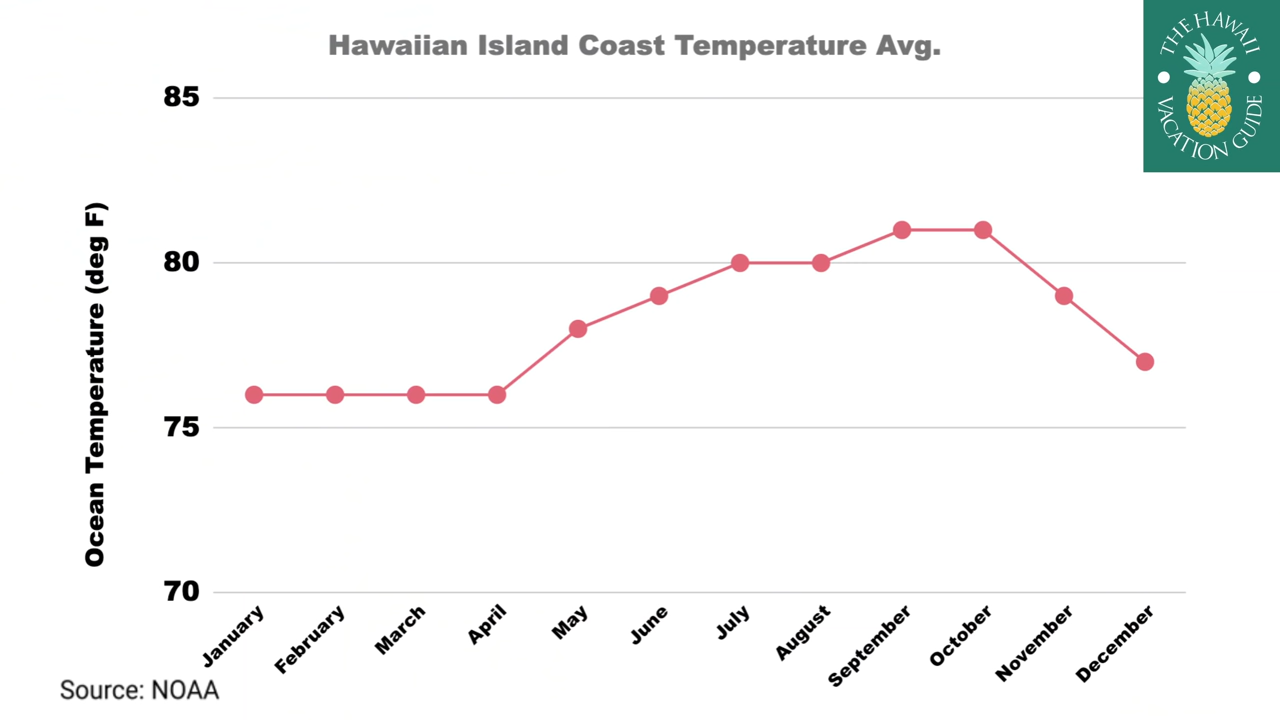 Hawaiian Island Coast Temperature Avg.
THE HAWAII
VACATION GUIDE
Ocean Temperature (deg F)
85
80
75
70
January
February
March
April
May
June
July
August
September
October
November
December
Source: NOAA